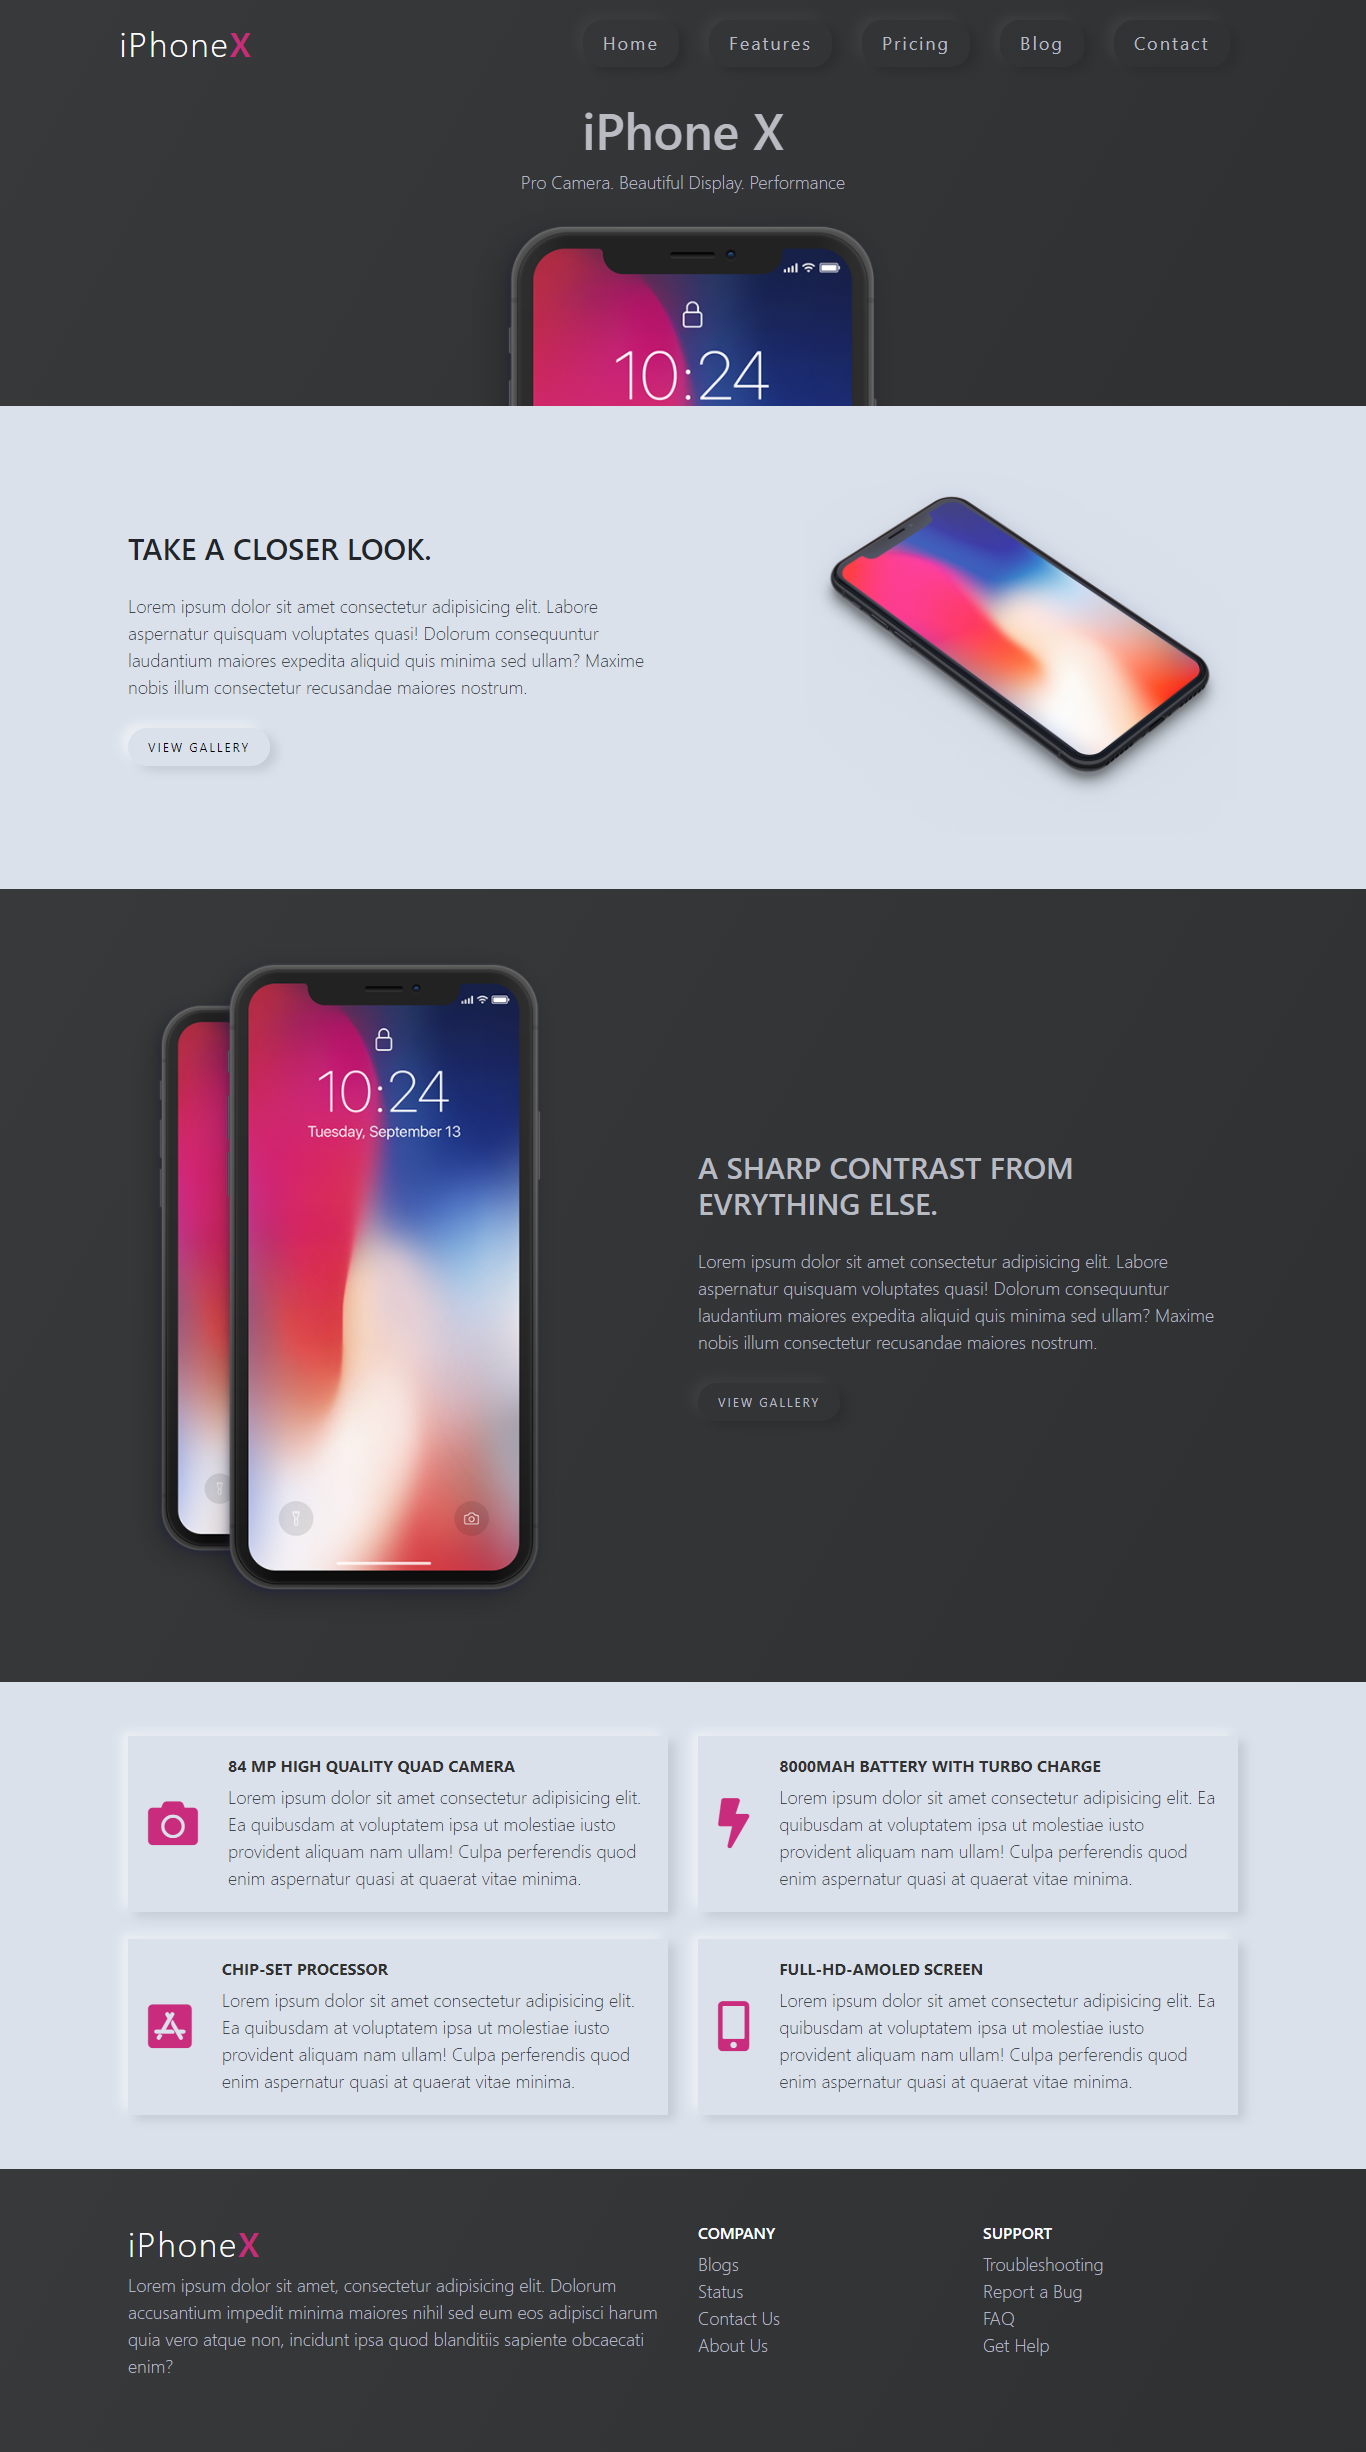 iPhoneX
Home Features Pricing Blog Contact
iPhone X
Pro Camera. Beautiful Display. Performance
10:24
TAKE A CLOSER LOOK.
Lorem ipsum dolor sit amet consectetur adipisicing elit. Labore
aspernatur quisquam voluptates quasi! Dolorum consequuntur
laudantium maiores expedita aliquid quis minima sed ullam? Maxime
nobis illum consectetur recusandae maiores nostrum.
VIEW GALLERY
10:24
Tuesday, September 13
A SHARP CONTRAST FROM
EVRYTHING ELSE.
Lorem ipsum dolor sit amet consectetur adipisicing elit. Labore
aspernatur quisquam voluptates quasi! Dolorum consequuntur
laudantium maiores expedita aliquid quis minima sed ullam? Maxime
nobis illum consectetur recusandae maiores nostrum.
VIEW GALLERY
84 MP HIGH QUALITY QUAD CAMERA
Lorem ipsum dolor sit amet consectetur adipisicing elit.
Ea quibusdam at voluptatem ipsa ut molestiae iusto
provident aliquam nam ullam! Culpa perferendis quod
enim aspernatur quasi at quaerat vitae minima.
8000MAH BATTERY WITH TURBO CHARGE
Lorem ipsum dolor sit amet consectetur adipisicing elit. Ea
quibusdam at voluptatem ipsa ut molestiae iusto
provident aliquam nam ullam! Culpa perferendis quod
enim aspernatur quasi at quaerat vitae minima.
CHIP-SET PROCESSOR
Lorem ipsum dolor sit amet consectetur adipisicing elit.
Ea quibusdam at voluptatem ipsa ut molestiae iusto
provident aliquam nam ullam! Culpa perferendis quod
enim aspernatur quasi at quaerat vitae minima.
FULL-HD-AMOLED SCREEN
Lorem ipsum dolor sit amet consectetur adipisicing elit. Ea
quibusdam at voluptatem ipsa ut molestiae iusto
provident aliquam nam ullam! Culpa perferendis quod
enim aspernatur quasi at quaerat vitae minima.
iPhoneX
Lorem ipsum dolor sit amet, consectetur adipisicing elit. Dolorum
accusantium impedit minima maiores nihil sed eum eos adipisci harum
quia vero atque non, incidunt ipsa quod blanditiis sapiente obcaecati
enim?
COMPANY
Blogs
Status
Contact Us
About Us
SUPPORT
Troubleshooting
Report a Bug
FAQ
Get Help